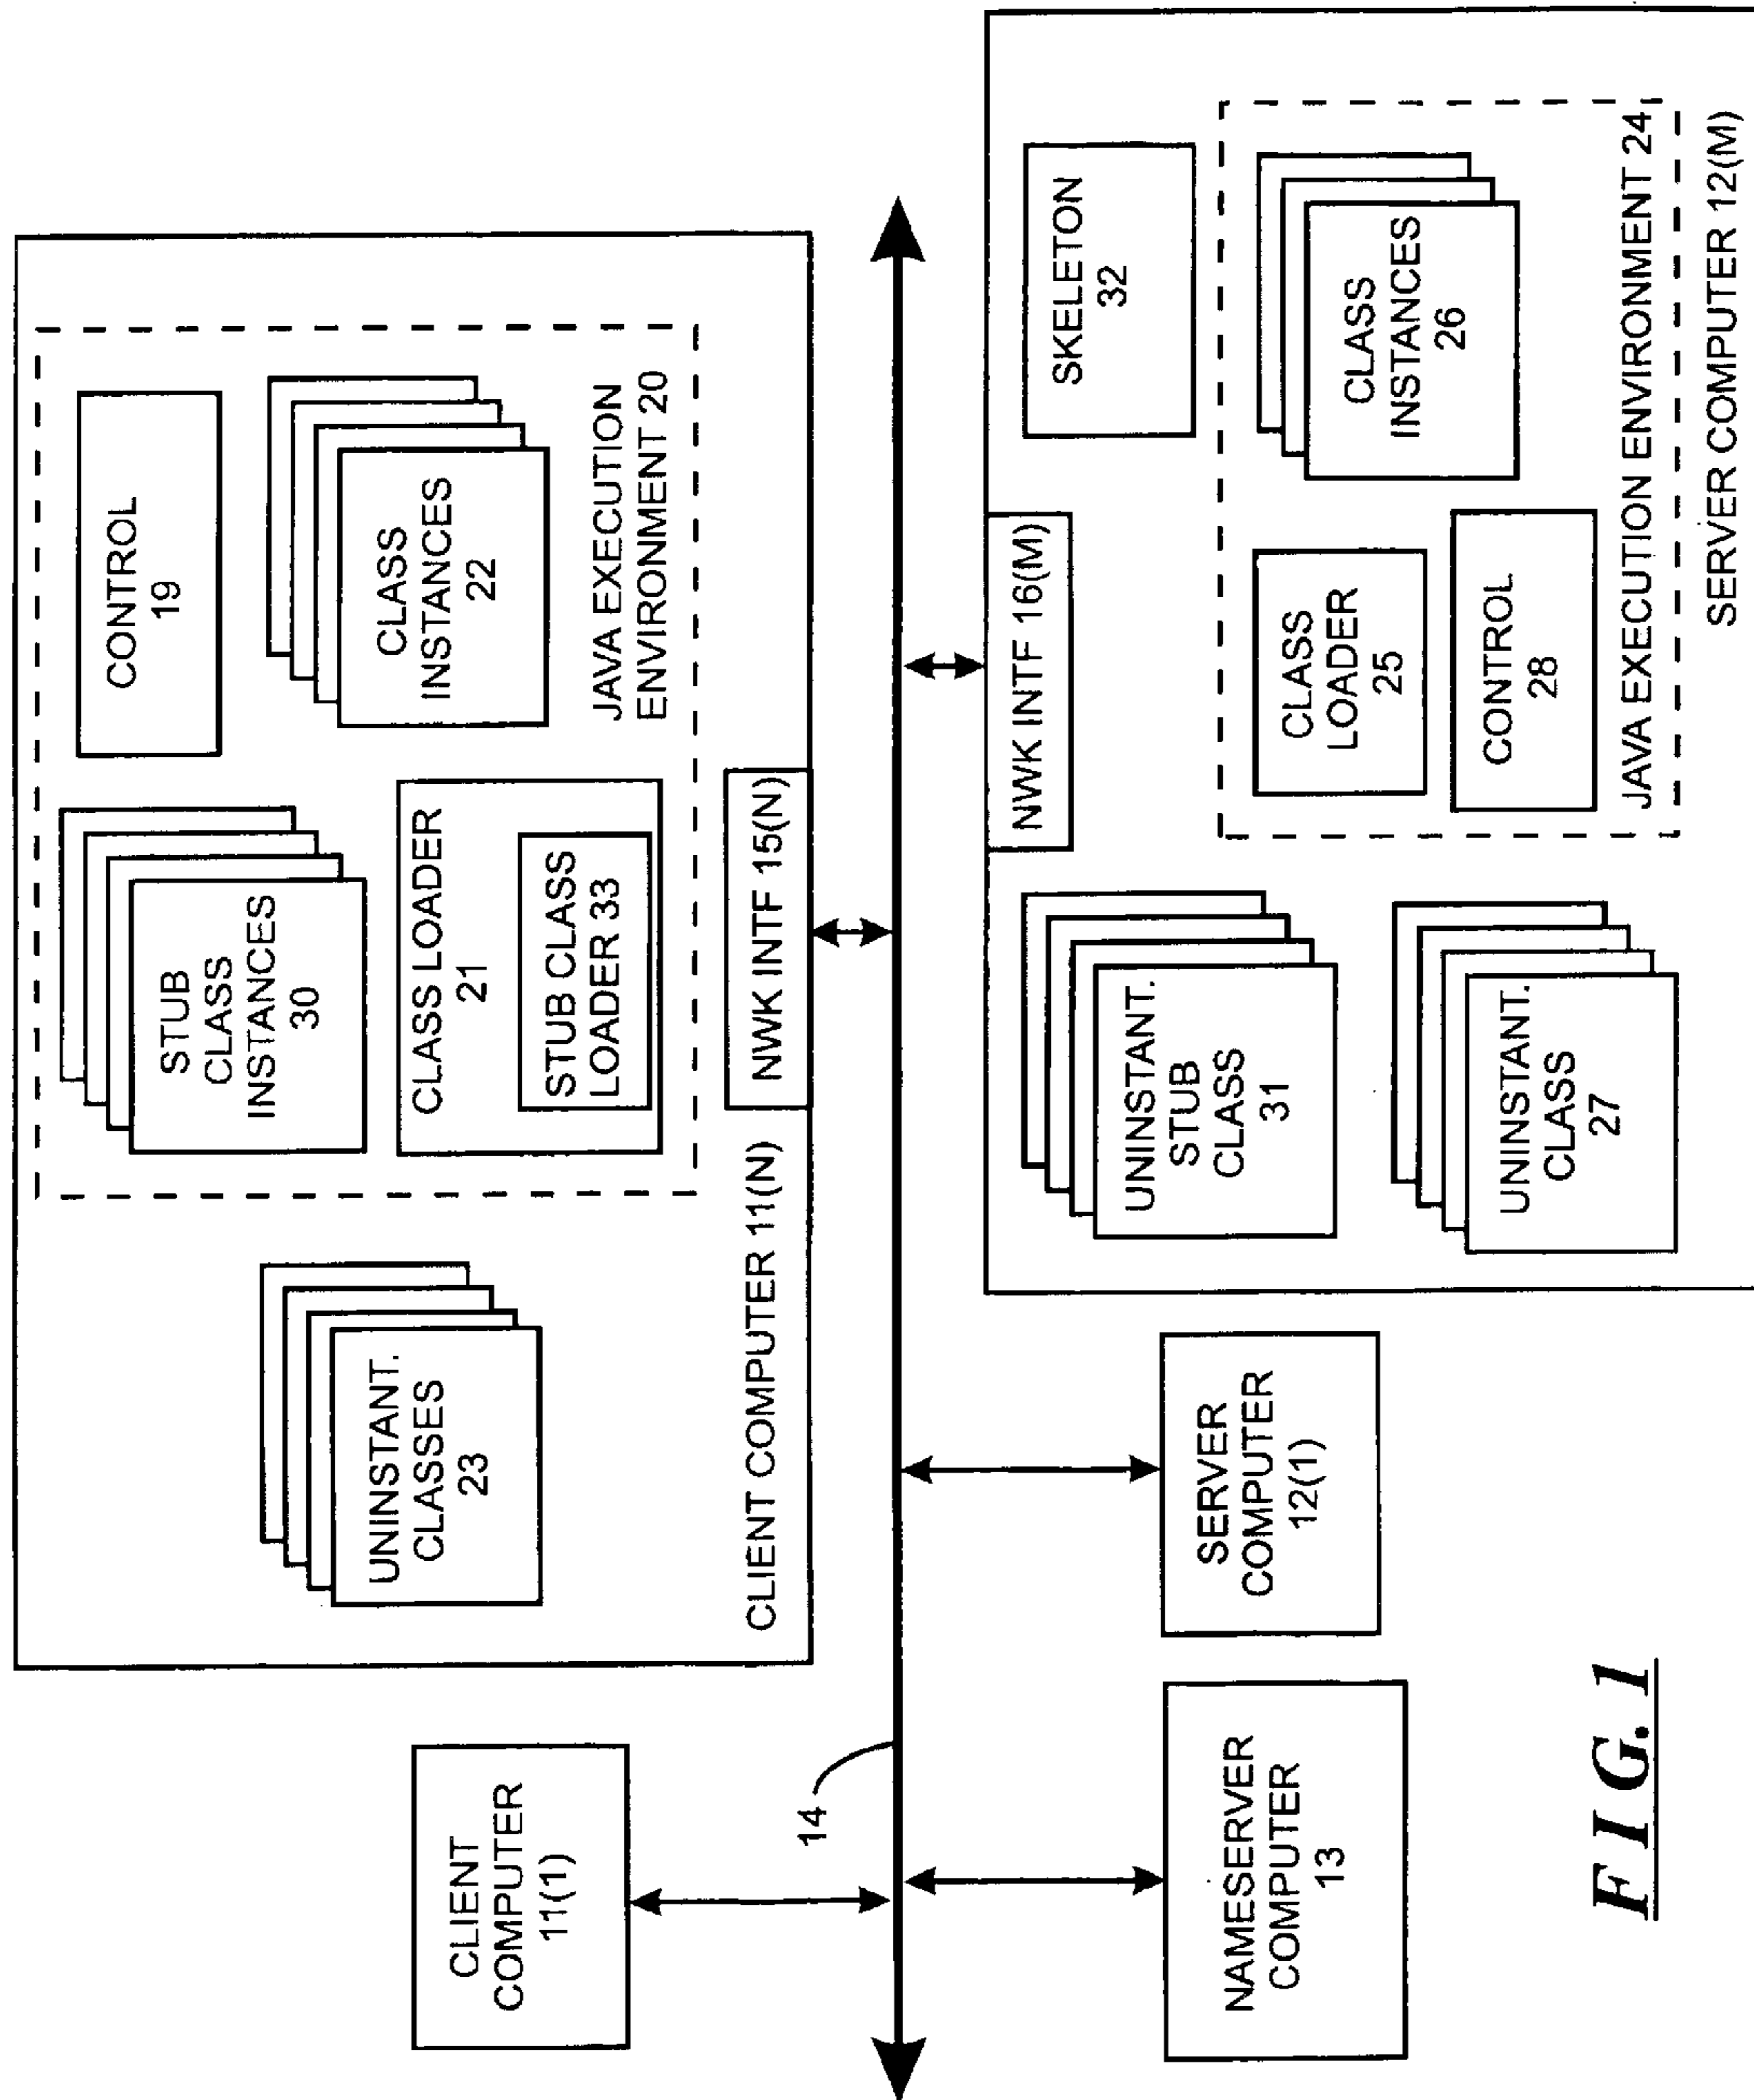 CLIENT
COMPUTER
11(1)
UNINSTANT.
CLASSES
23
STUB
CLASS
INSTANCES
30
CONTROL
19
CLASS LOADER
21
STUB CLASS
LOADER 33
CLASS
INSTANCES
22
JAVA EXECUTION
ENVIRONMENT 20
CLIENT COMPUTER 11(N)
NWK INTF 15(N)
14
NAMESERVER
COMPUTER
13
SERVER
COMPUTER
12(1)
NWK INTF 16(M)
UNINSTANT.
STUB
CLASS
31
SKELETON
32
UNINSTANT.
CLASS
27
CLASS
LOADER
25
CLASS
INSTANCES
26
CONTROL
28
JAVA EXECUTION ENVIRONMENT 24
SERVER COMPUTER 12(M)
FIG. 1